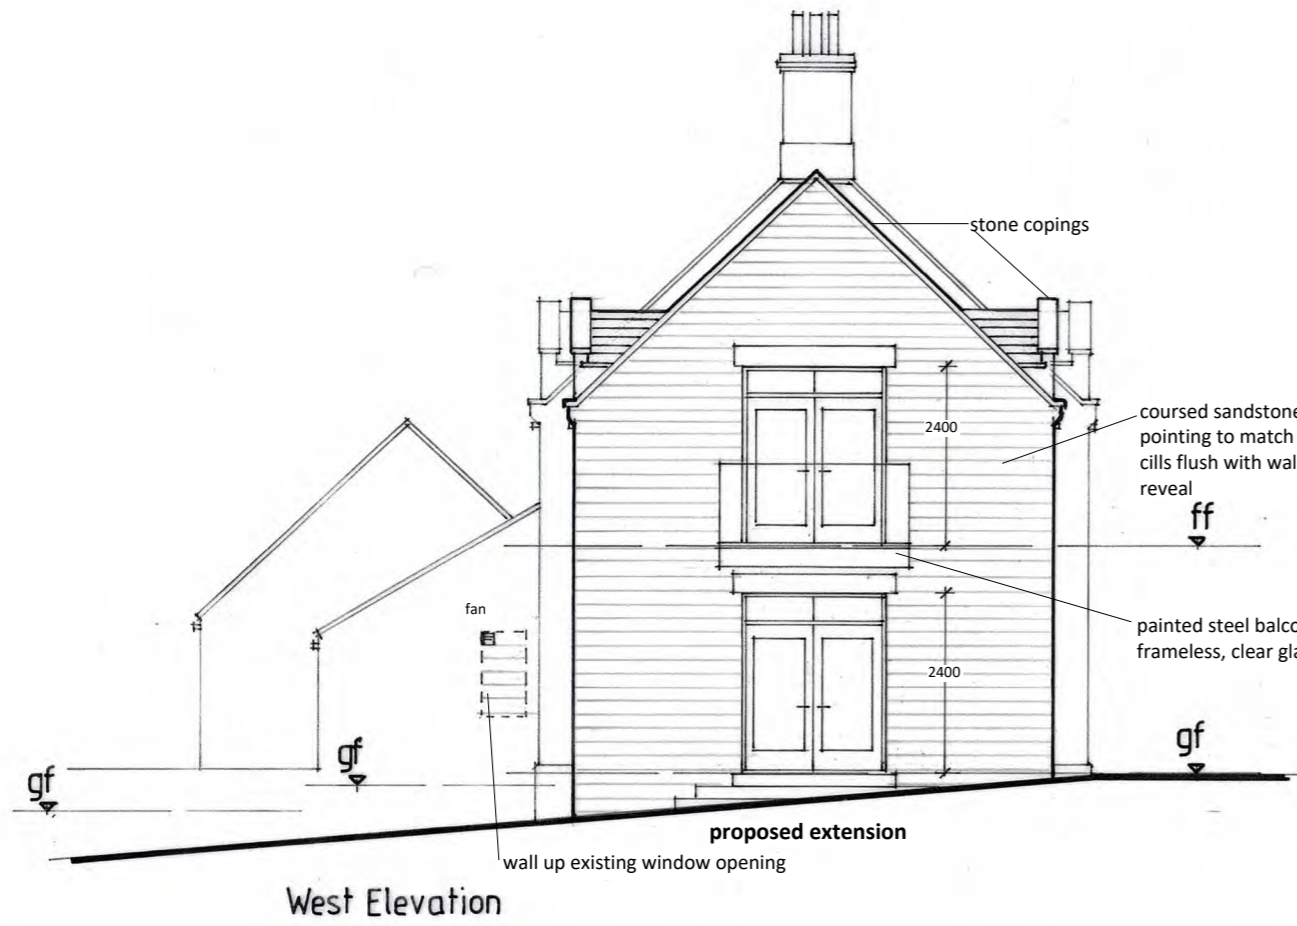 stone copings
2400
coursed sandstone
pointing to match
cills flush with wal
reveal
ff
fan
painted steel balco
frameless, clear gla
2400
gf
gf
gf
proposed extension
wall up existing window opening
West Elevation